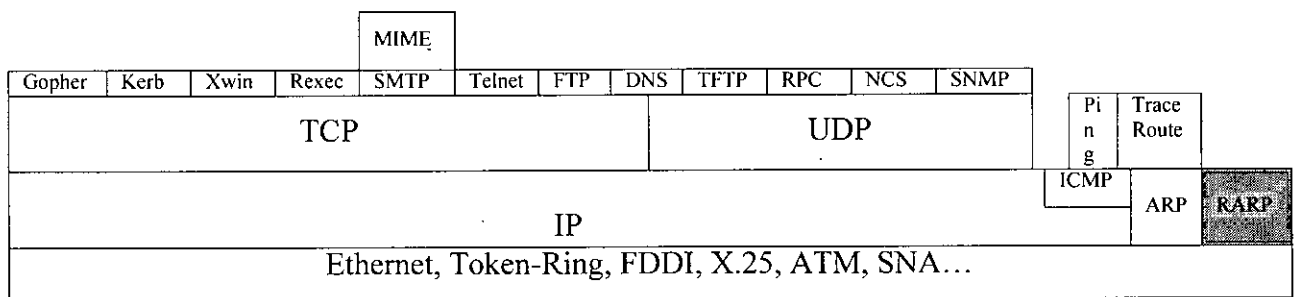 MIME
Gopher Kerb Xwin Rexec SMTP Telnet FTP DNS TFTP RPC NCS SNMP
TCP UDP
Pi
n
g
Trace
Route
ICMP
IP
ARP RARP
Ethernet, Token-Ring, FDDI, X.25, ATM, SNA...